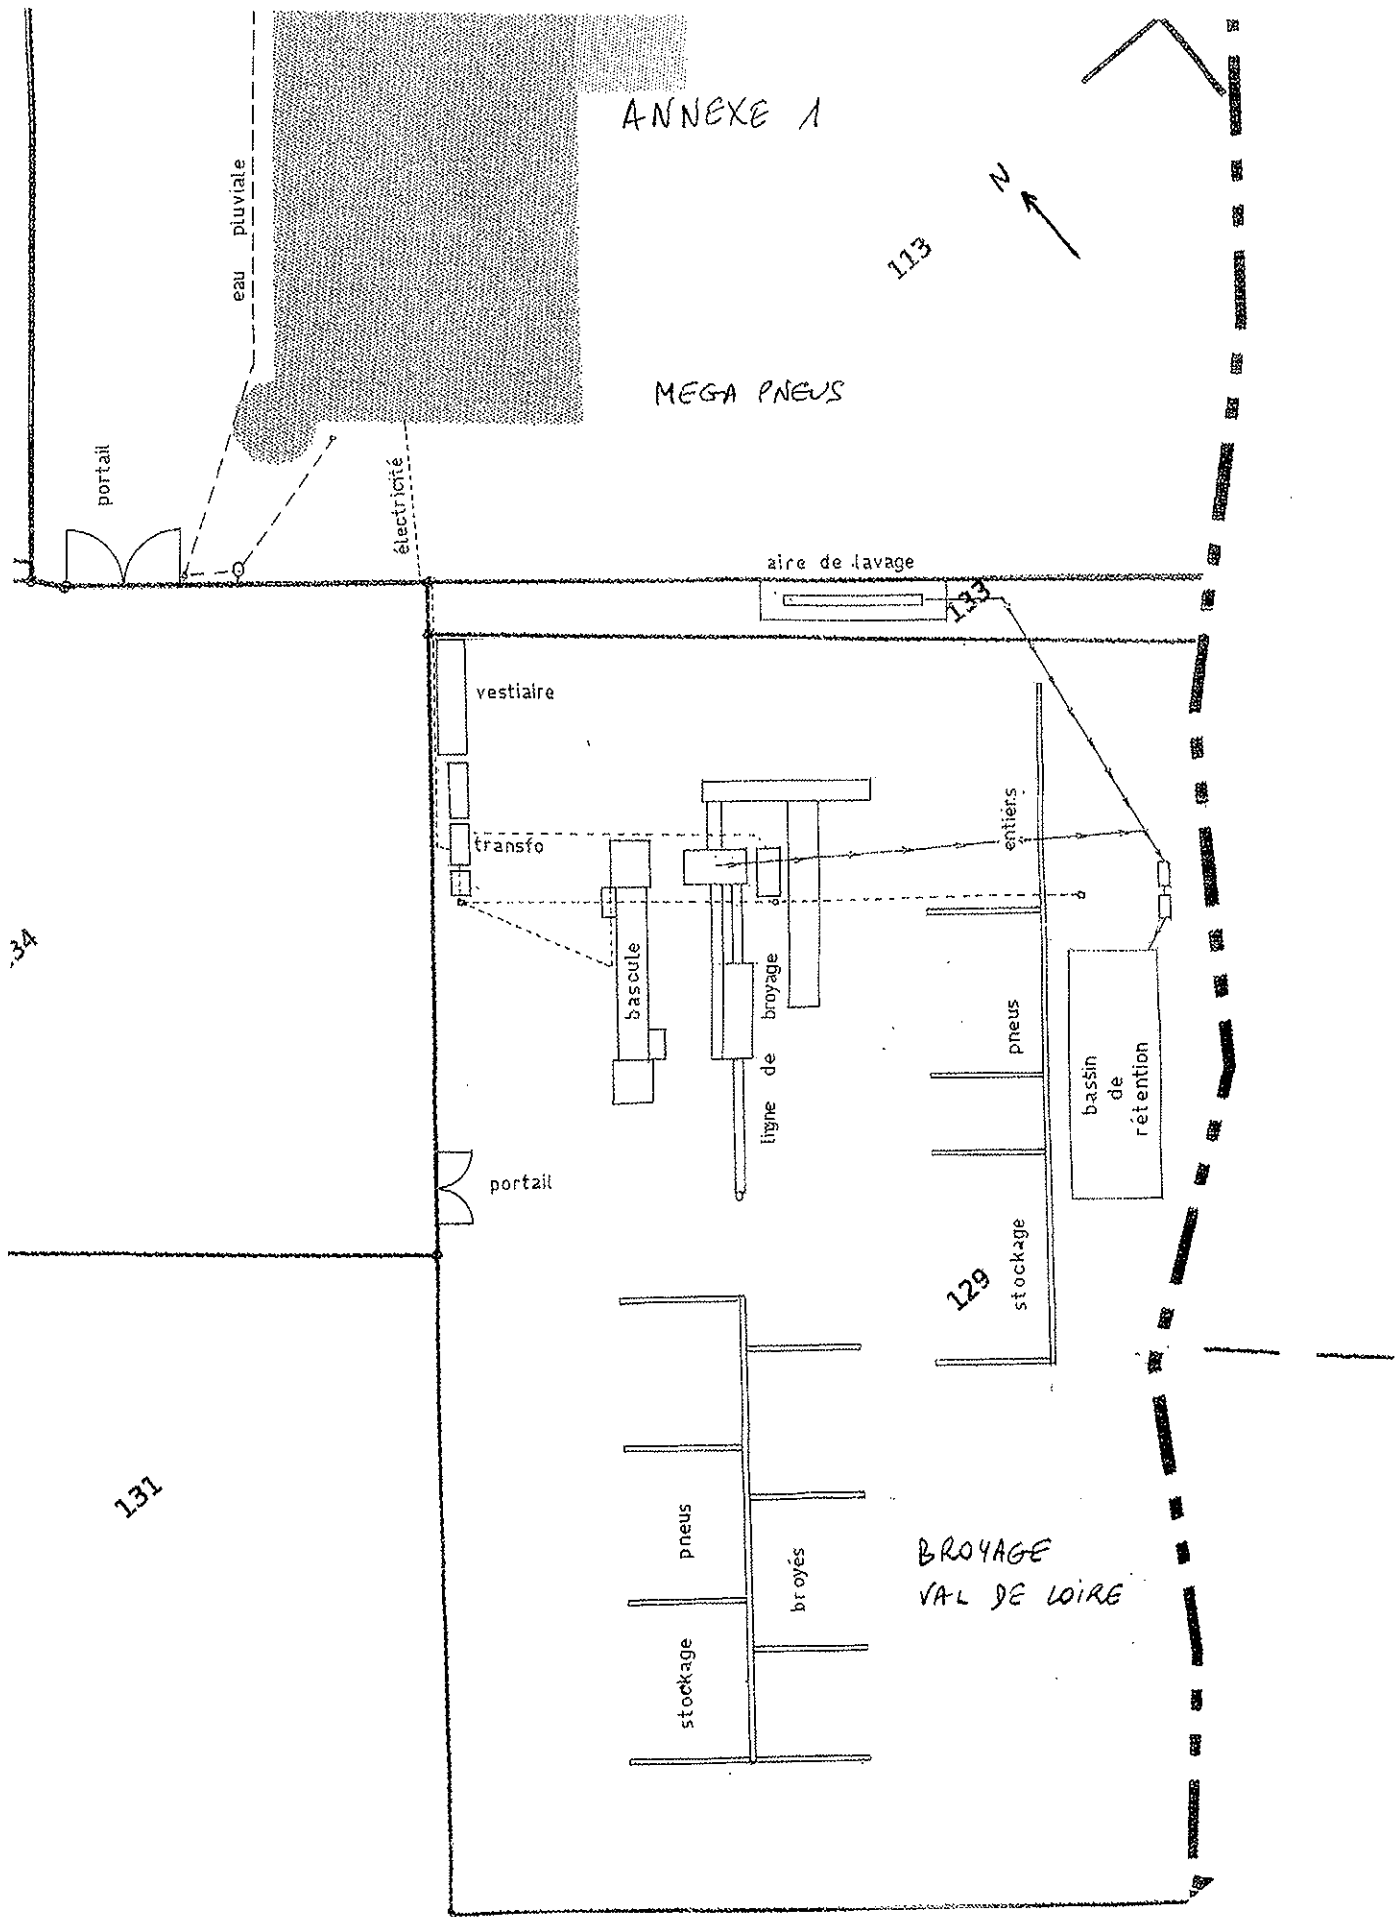 ANNEXE 1
eau pluviale
N
113
MEGA PNEUS
portail
électricité
aire de lavage
133
vestiaire
transfo
entiers
bascule
ligne de broyage
pneus
bassin
de
rétention
portail
stockage
129
131
pneus
broyés
stockage
BROYAGE
VAL DE LOIRE